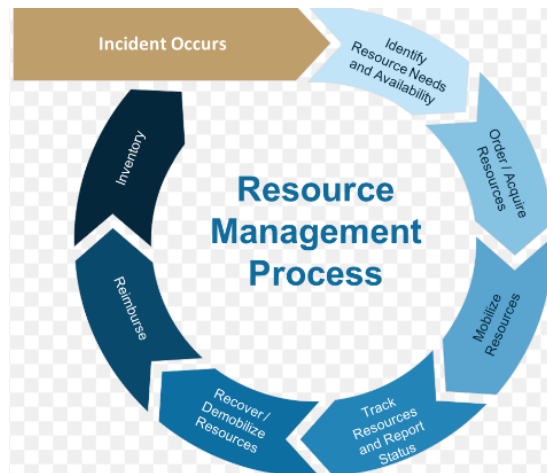 Incident Occurs
Identify
Resource Needs
and Availability
Order / Acquire
Resources
Mobilize
Resources
Track
Resources
and Report
Status
Recover /
Demobilize
Resources
Reimburse
Inventory
Resource
Management
Process